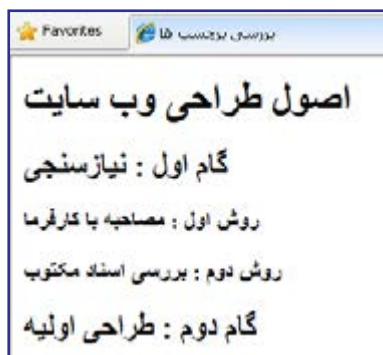 Favorites
بررسی برچسب ها
اصول طراحی وب سایت
گام اول : نیازسنجی
روش اول : مصاحبه با کارفرما
روش دوم : بررسی اسناد مکتوب
گام دوم : طراحی اولیه